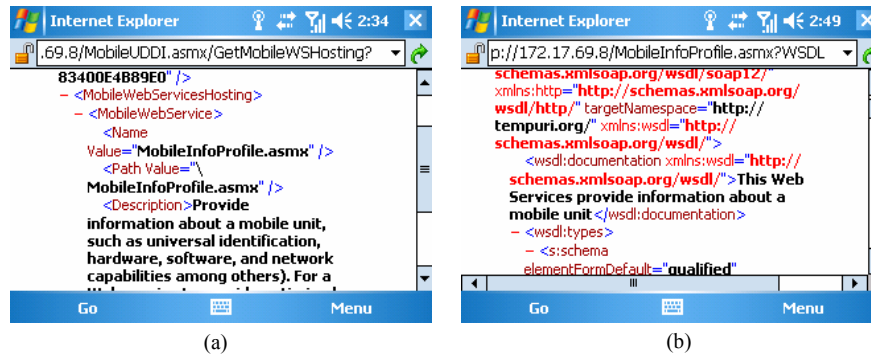 Internet Explorer 2:34
.69.8/MobileUDDI.asmx/GetMobileWSHosting?
83400E4B89E0" />
– <MobileWebServicesHosting>
– <MobileWebService>
<Name
Value="MobileInfoProfile.asmx" />
<Path Value="\
MobileInfoProfile.asmx" />
<Description>Provide
information about a mobile unit,
such as universal identification,
hardware, software, and network
capabilities among others). For a
Go Menu
(a)
Internet Explorer 2:49
p://172.17.69.8/MobileInfoProfile.asmx?WSDL
schemas.xmlsoap.org/wsdl/soap12/"
xmlns:http="http://schemas.xmlsoap.org/
wsdl/http/" targetNamespace="http://
tempuri.org/" xmlns:wsdl="http://
schemas.xmlsoap.org/wsdl/">
<wsdl:documentation xmlns:wsdl="http://
schemas.xmlsoap.org/wsdl/">This Web
Services provide information about a
mobile unit</wsdl:documentation>
– <wsdl:types>
– <s:schema
elementFormDefault="qualified"
Go Menu
(b)